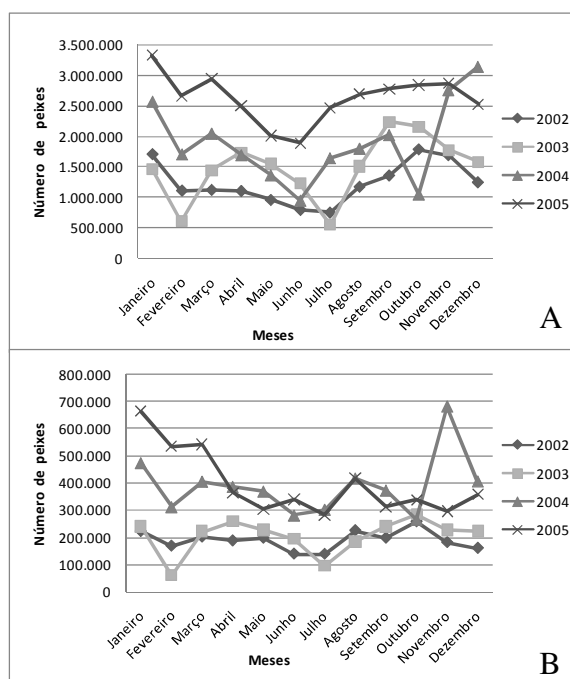 3.500.000
3.000.000
2.500.000
2.000.000
1.500.000
1.000.000
500.000
0
Número de peixes
Janeiro
Fevereiro
Março
Abril
Maio
Junho
Julho
Agosto
Setembro
Outubro
Novembro
Dezembro
Meses
2002
2003
2004
2005
A
800.000
700.000
600.000
500.000
400.000
300.000
200.000
100.000
0
Número de peixes
Janeiro
Fevereiro
Março
Abril
Maio
Junho
Julho
Agosto
Setembro
Outubro
Novembro
Dezembro
Meses
2002
2003
2004
2005
B